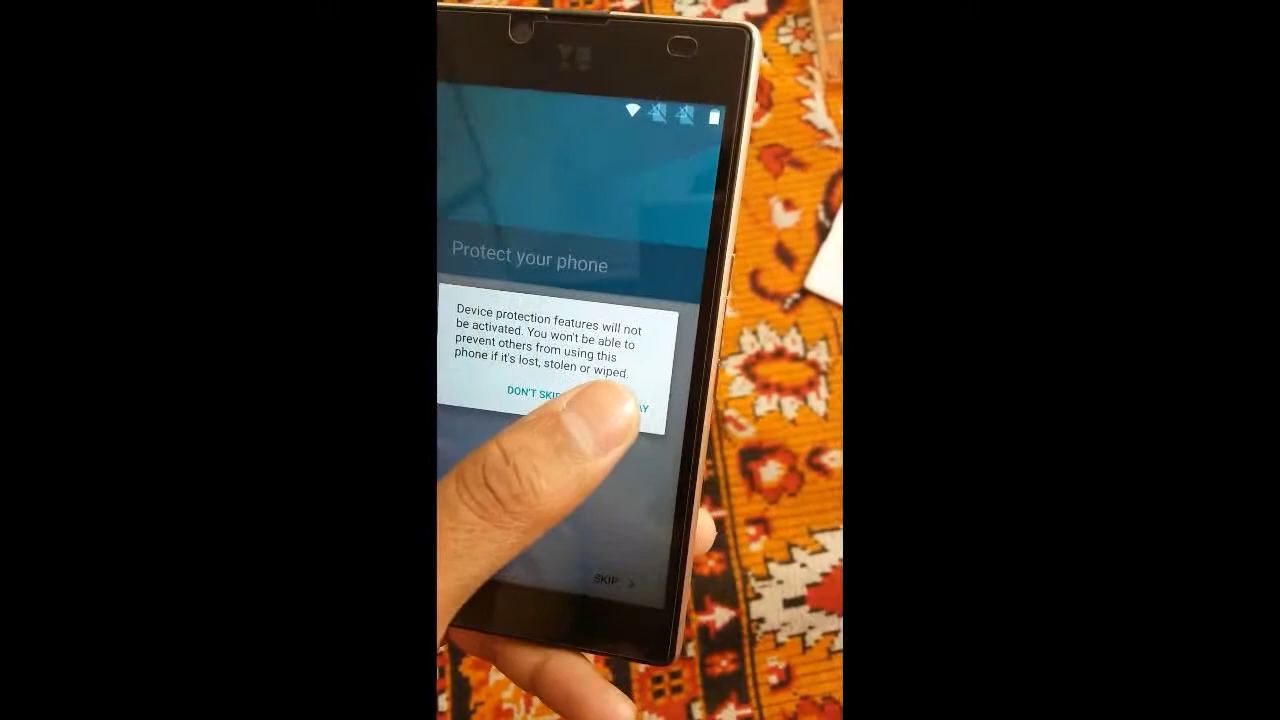 Protect your phone
Device protection features will not
be activated. You won't be able to
prevent others from using this
phone if it's lost, stolen or wiped.
DON'T
SKIP